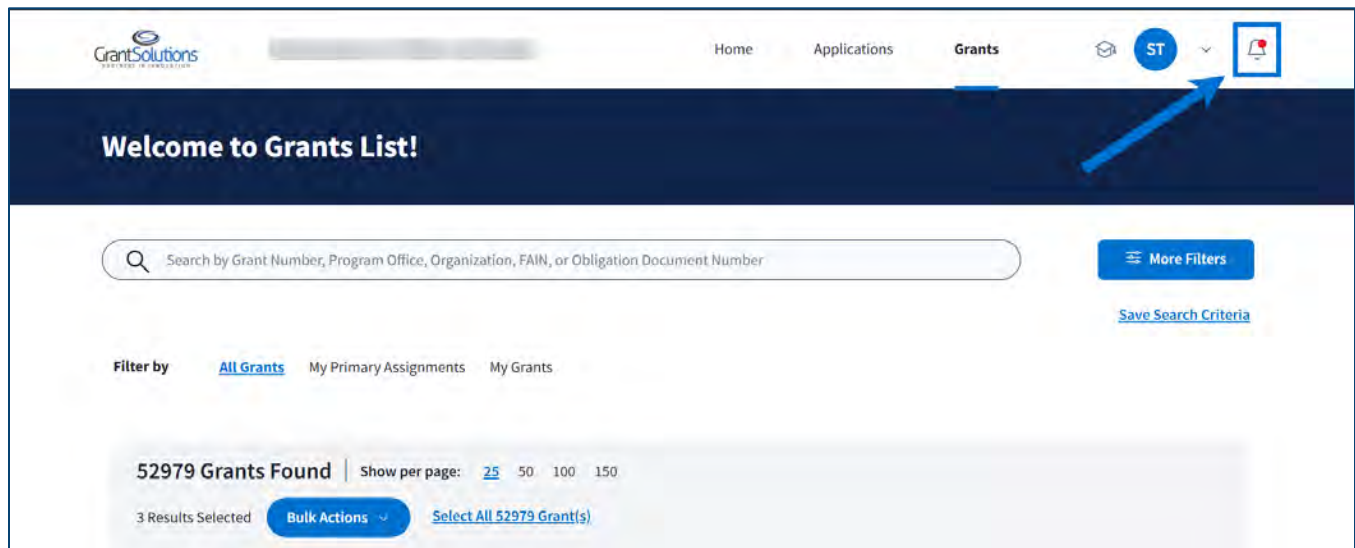 GrantSolutions
Home Applications Grants ST
Welcome to Grants List!
Search by Grant Number, Program Office, Organization, FAIN, or Obligation Document Number
More Filters
Save Search Criteria
Filter by All Grants My Primary Assignments My Grants
52979 Grants Found | Show per page: 25 50 100 150
3 Results Selected Bulk Actions Select All 52979 Grant(s)